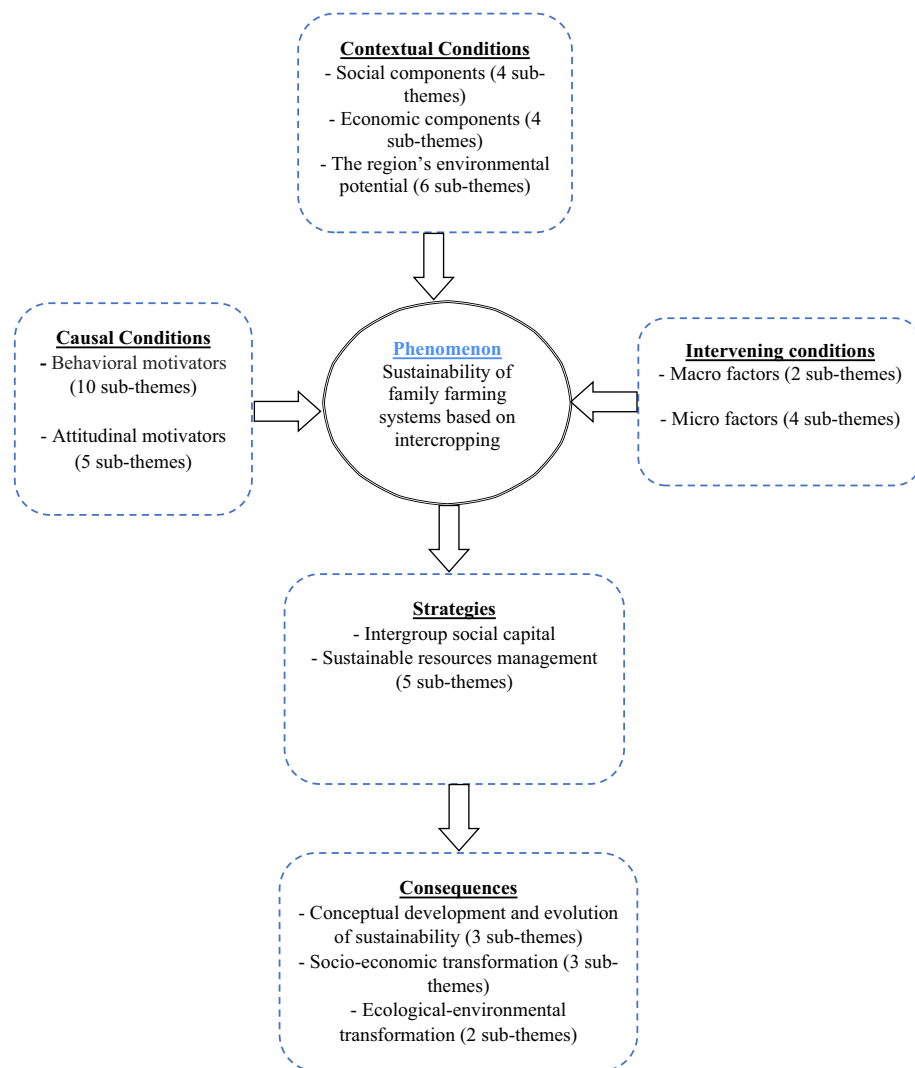 Contextual Conditions
- Social components (4 sub-
themes)
- Economic components (4
sub-themes)
- The region's environmental
potential (6 sub-themes)
Causal Conditions
- Behavioral motivators
(10 sub-themes)
- Attitudinal motivators
(5 sub-themes)
Phenomenon
Sustainability of
family farming
systems based on
intercropping
Intervening conditions
- Macro factors (2 sub-themes)
- Micro factors (4 sub-themes)
Strategies
- Intergroup social capital
- Sustainable resources management
(5 sub-themes)
Consequences
- Conceptual development and evolution
of sustainability (3 sub-themes)
- Socio-economic transformation (3 sub-
themes)
- Ecological-environmental
transformation (2 sub-themes)